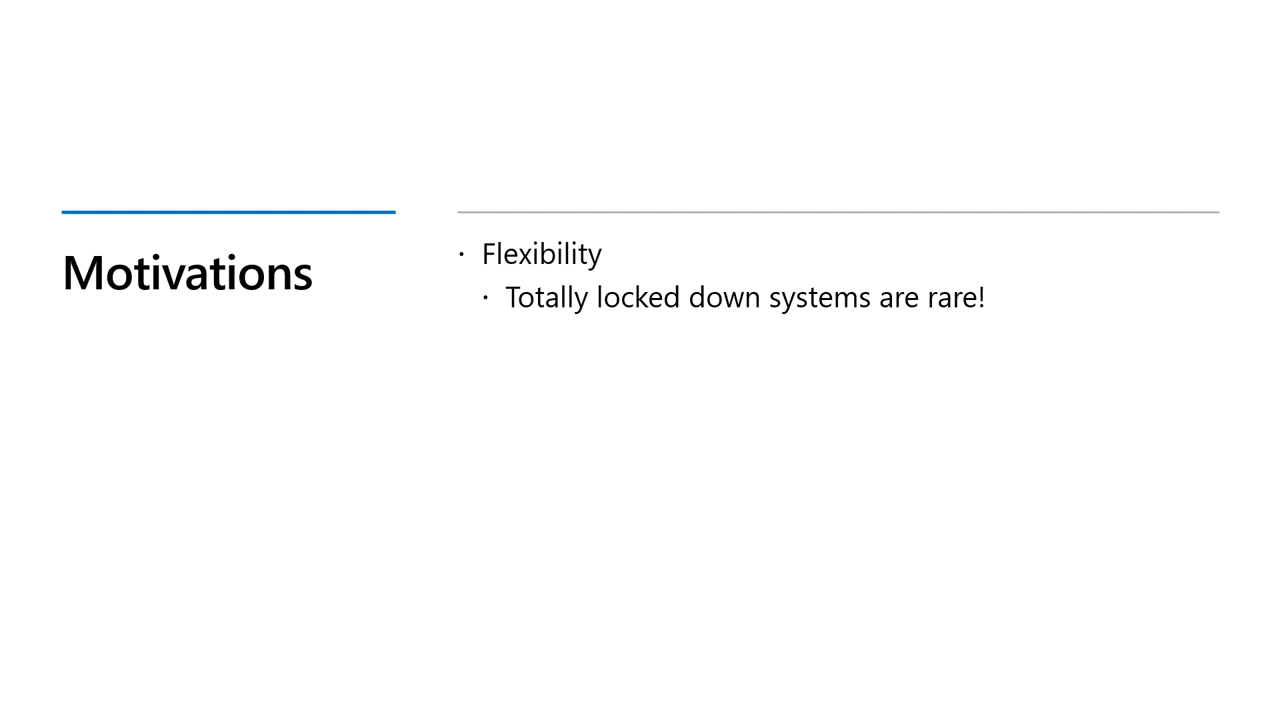 Motivations
· Flexibility
· Totally locked down systems are rare!